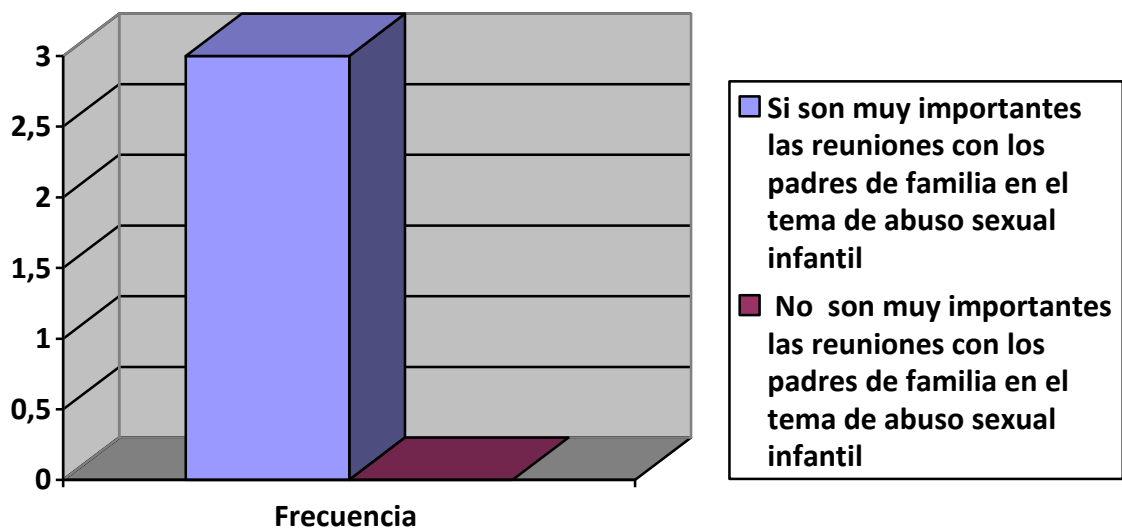 3
2,5
2
1,5
1
0,5
0
Frecuencia
Si son muy importantes
las reuniones con los
padres de familia en el
tema de abuso sexual
infantil
No son muy importantes
las reuniones con los
padres de familia en el
tema de abuso sexual
infantil